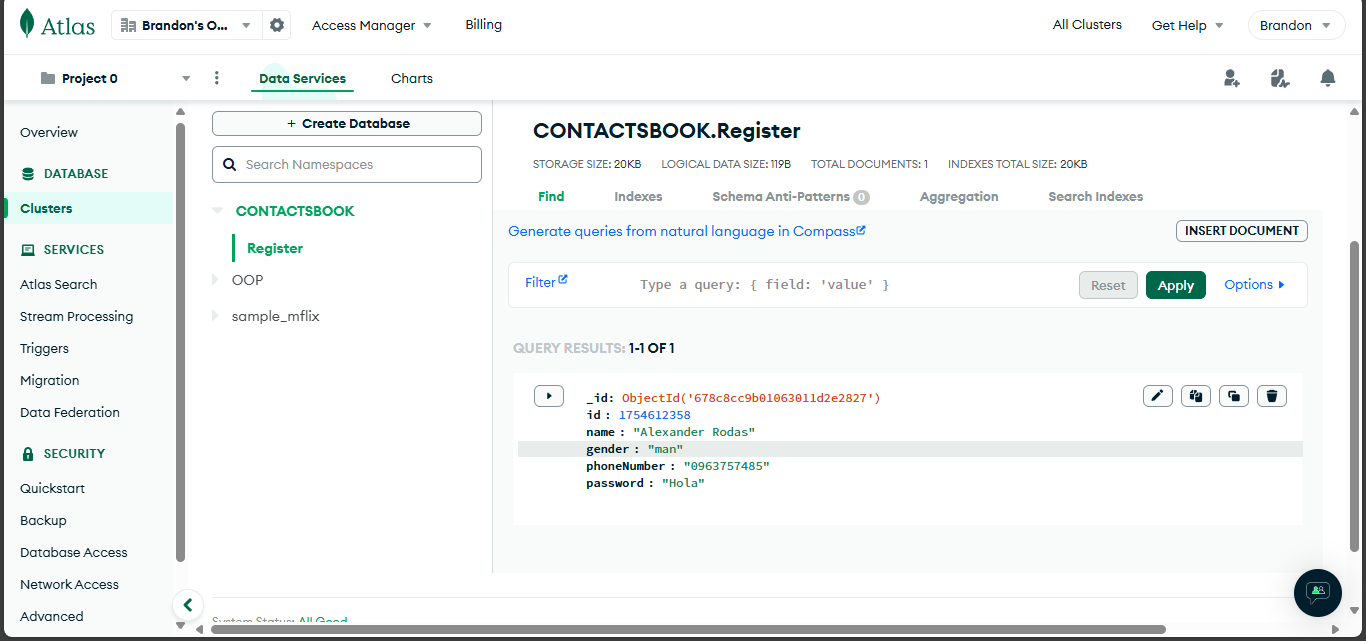 Atlas
Brandon's O...
Access Manager
Billing
All Clusters
Get Help
Brandon
Project 0
Data Services
Charts
Overview
DATABASE
Clusters
SERVICES
Atlas Search
Stream Processing
Triggers
Migration
Data Federation
SECURITY
Quickstart
Backup
Database Access
Network Access
Advanced
+ Create Database
Search Namespaces
CONTACTSBOOK
Register
OOP
sample_mflix
CONTACTSBOOK.Register
STORAGE SIZE: 20KB LOGICAL DATA SIZE: 119B TOTAL DOCUMENTS: 1 INDEXES TOTAL SIZE: 20KB
Find Indexes Schema Anti-Patterns 0 Aggregation Search Indexes
Generate queries from natural language in Compass
INSERT DOCUMENT
Filter
Type a query: { field: 'value' }
Reset
Apply
Options
QUERY RESULTS: 1-1 OF 1
_id: ObjectId('678c8cc9b01063011d2e2827')
id : 1754612358
name : "Alexander Rodas"
gender : "man"
phoneNumber : "0963757485"
password : "Hola"
System Status: All Good